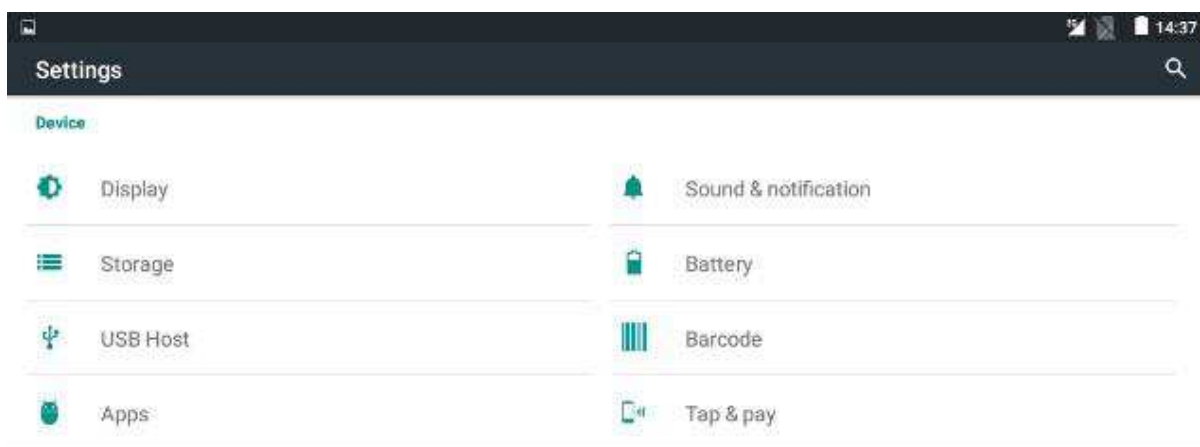 14:37
Settings
Device
Display
Sound & notification
Storage
Battery
USB Host
Barcode
Apps
Tap & pay